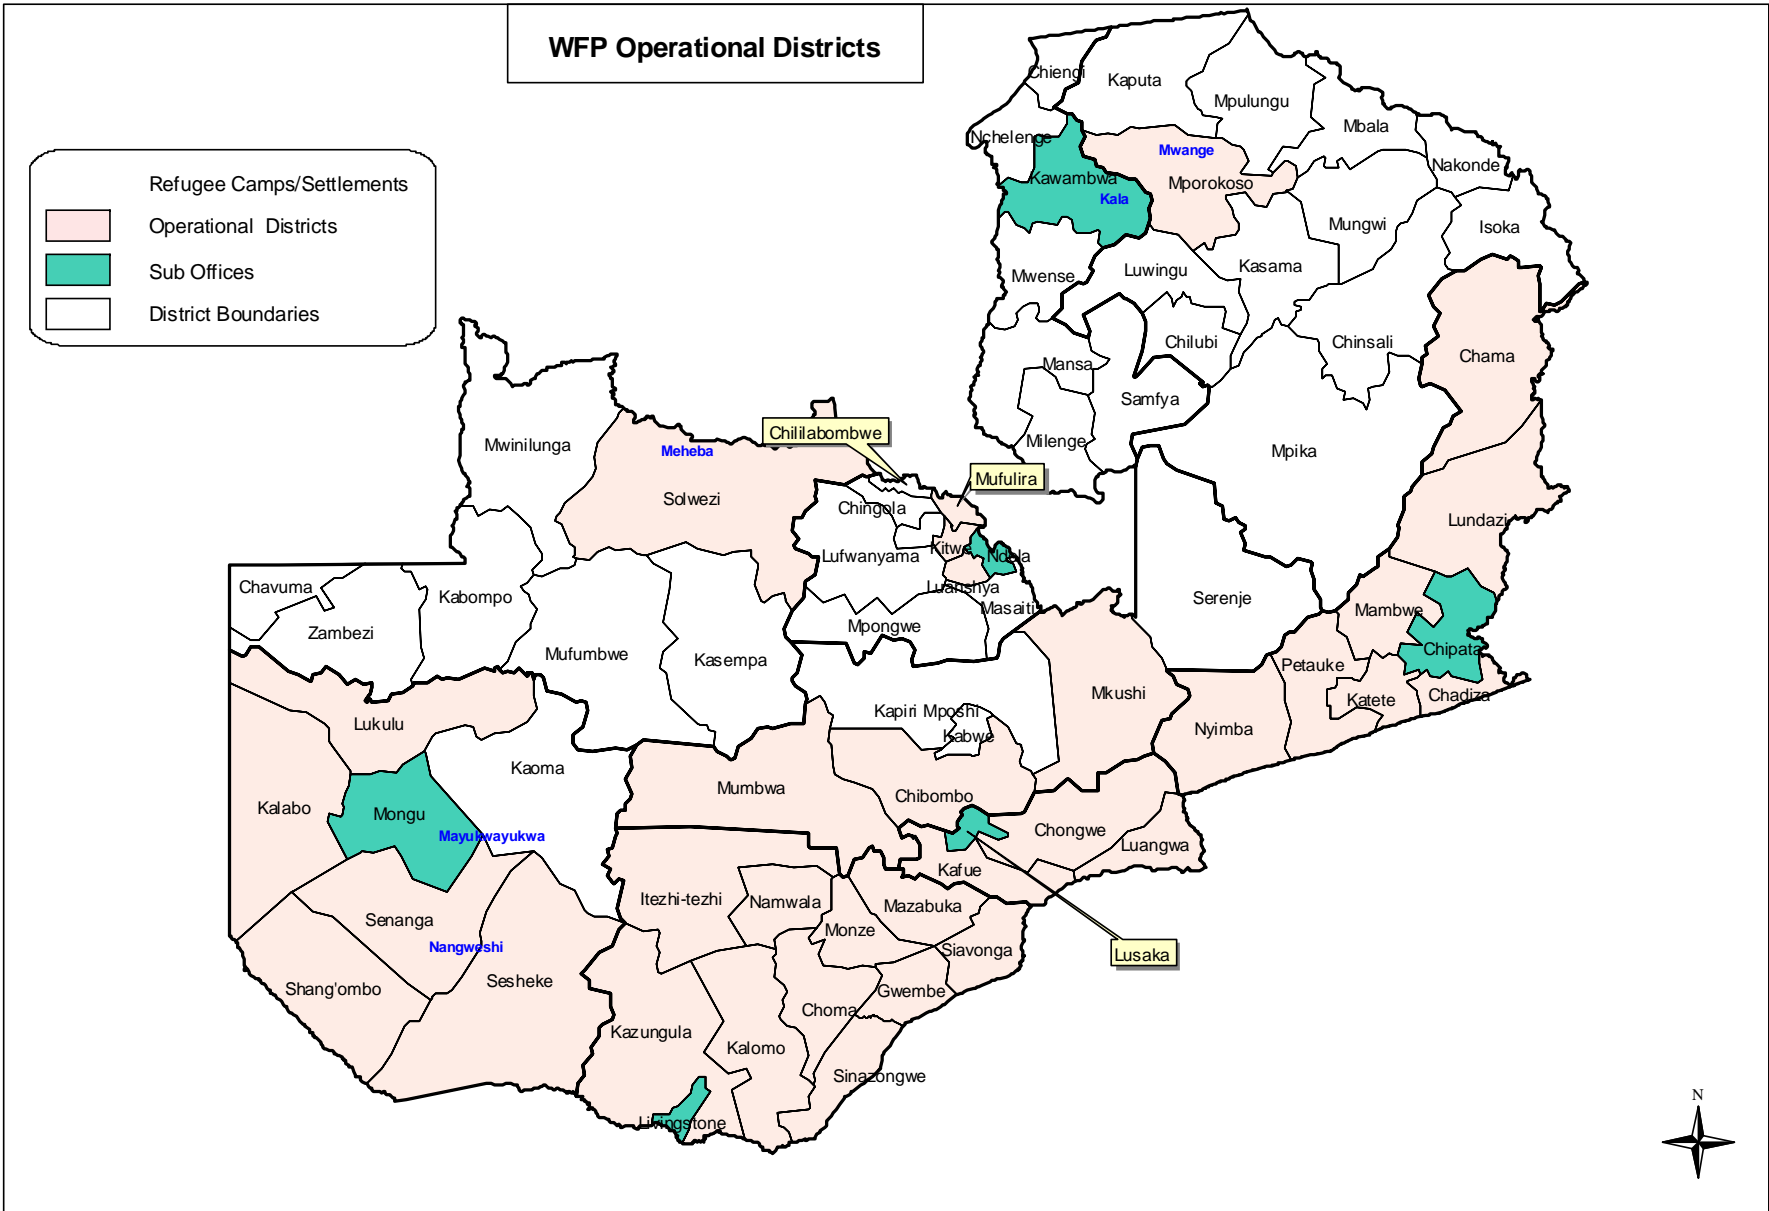 WFP Operational Districts
Refugee Camps/Settlements
Operational Districts
Sub Offices
District Boundaries
Chiengi
Kaputa
Mpulungu
Mbala
Nchelenge
Mwange
Nakonde
Kawambwa
Kala
Mporokoso
Mungwi
Isoka
Mwense
Luwingu
Kasama
Chilubi
Chinsali
Chama
Mansa
Samfya
Milenge
Mpika
Mwinilunga
Meheba
Chililabombwe
Solwezi
Mufulira
Chingola
Lundazi
Kitwe
Ndola
Lufwanyama
Luanshya
Masaiti
Chavuma
Kabompo
Zambezi
Mpongwe
Serenje
Mambwe
Mufumbwe
Kasempa
Chipata
Petauke
Mkushi
Katete
Chadiza
Lukulu
Kapiri Mposhi
Kabwe
Nyimba
Kaoma
Mumbwa
Chibombo
Kalabo
Mongu
Mayukwayukwa
Chongwe
Luangwa
Kafue
Itezhi-tezhi
Namwala
Mazabuka
Senanga
Monze
Nangweshi
Siavonga
Lusaka
Sesheke
Shang'ombo
Gwembe
Choma
Kazungula
Kalomo
Sinazongwe
Livingstone
N